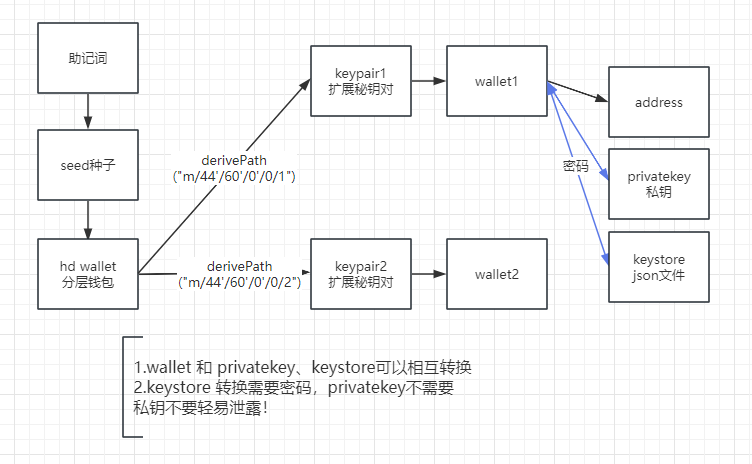 助记词
seed种子
hd wallet
分层钱包
derivePath
("m/44'/60'/0'/0/1")
derivePath
("m/44'/60'/0'/0/2")
keypair1
扩展秘钥对
keypair2
扩展秘钥对
wallet1
wallet2
密码
address
privatekey
私钥
keystore
json文件
1.wallet 和 privatekey、keystore可以相互转换
2.keystore 转换需要密码，privatekey不需要
私钥不要轻易泄露！